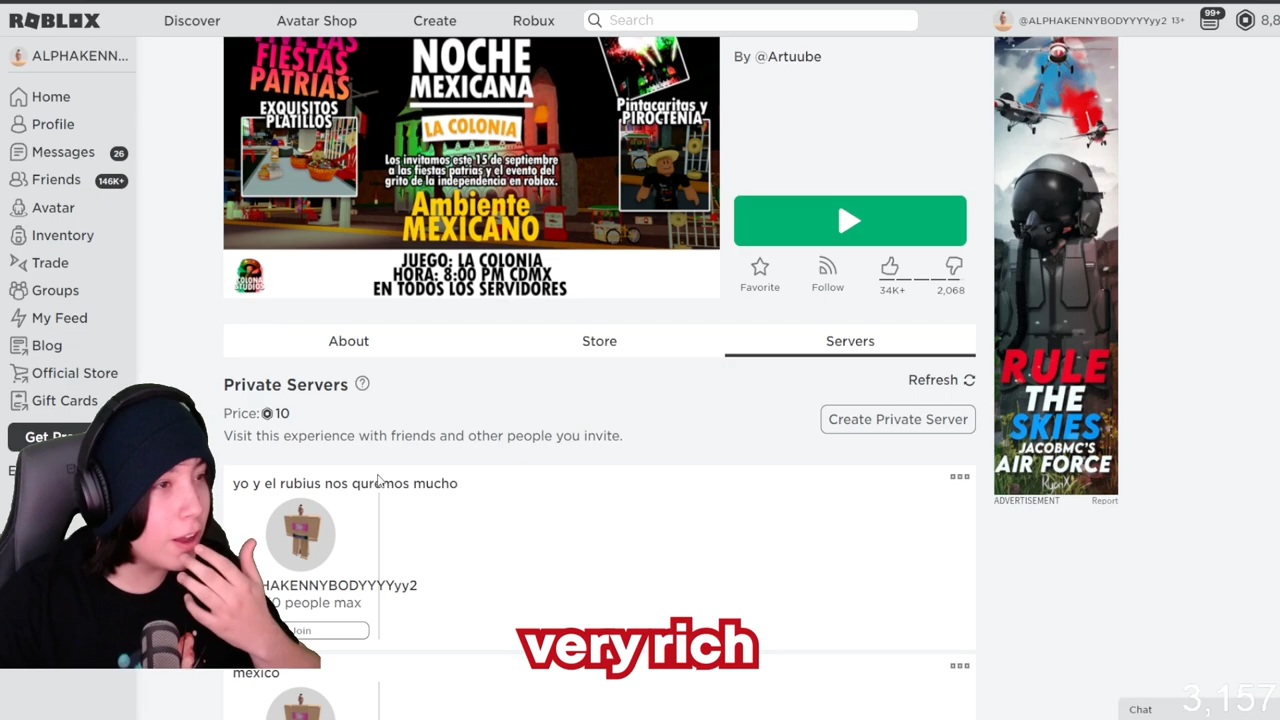 ROBLOX
Discover
Avatar Shop
Create
Robux
Search
@ALPHAKENNYBODYYYYyy2 13+
99+
ALPHAKENN...
Home
Profile
Messages 26
Friends 146K+
Avatar
Inventory
Trade
Groups
My Feed
Blog
Official Store
Gift Cards
FIESTAS
PATRIAS
EXQUISITOS
PLATILLOS
NOCHE
MEXICANA
LA COLONIA
Los invitamos este 15 de septiembre
a las fiestas patrias y el evento del
grito de la independencia en roblox.
Ambiente
MEXICANO
Pintacaritas y
PIROCTENIA
JUEGO: LA COLONIA
HORA: 8:00 PM CDMX
EN TODOS LOS SERVIDORES
By @Artuube
Favorite
Follow
34K+
2,068
About
Store
Servers
Private Servers
Refresh
Price: 10
Create Private Server
Visit this experience with friends and other people you invite.
yo y el rubius nos quremos mucho
HAKENNYBODYYYYyy2
0 people max
Join
mexico
very rich
RULE
THE
SKIES
JACOBMC'S
AIR FORCE
ADVERTISEMENT
Report
Chat
3,157